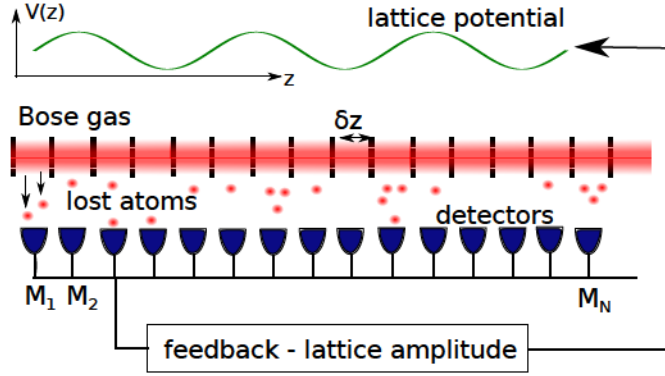 V(z)
lattice potential
z
Bose gas
δz
lost atoms
detectors
M1 M2 MN
feedback - lattice amplitude